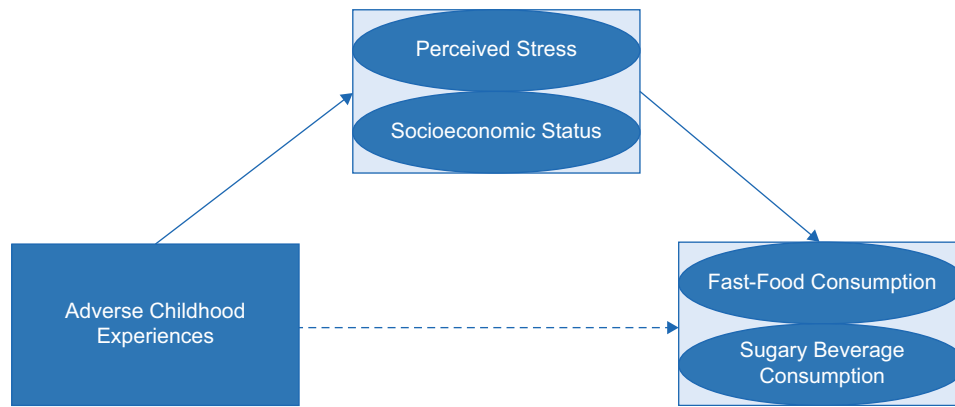 Perceived Stress
Socioeconomic Status
Adverse Childhood
Experiences
Fast-Food Consumption
Sugary Beverage
Consumption